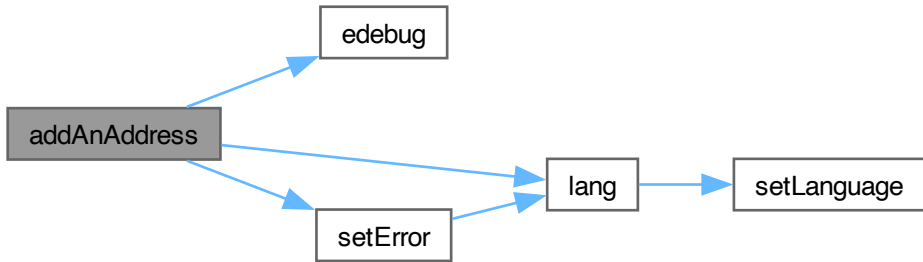 edebug
addAnAddress
lang
setLanguage
setError